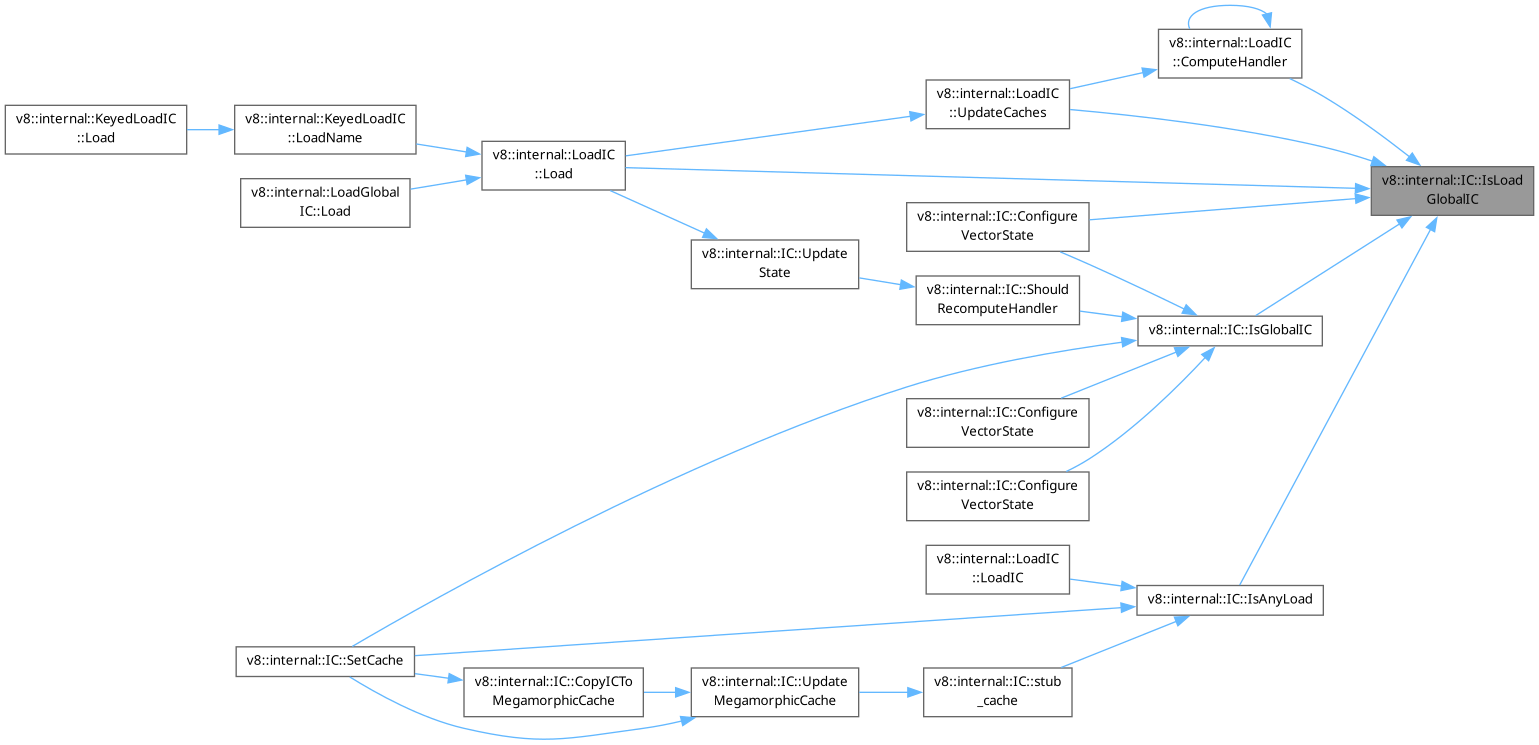 v8::internal::LoadIC
::ComputeHandler
v8::internal::LoadIC
::UpdateCaches
v8::internal::KeyedLoadIC
::Load
v8::internal::KeyedLoadIC
::LoadName
v8::internal::LoadIC
::Load
v8::internal::IC::IsLoad
GlobalIC
v8::internal::LoadGlobal
IC::Load
v8::internal::IC::Configure
VectorState
v8::internal::IC::Update
State
v8::internal::IC::Should
RecomputeHandler
v8::internal::IC::IsGlobalIC
v8::internal::IC::Configure
VectorState
v8::internal::IC::Configure
VectorState
v8::internal::LoadIC
::LoadIC
v8::internal::IC::IsAnyLoad
v8::internal::IC::SetCache
v8::internal::IC::CopyICTo
MegamorphicCache
v8::internal::IC::Update
MegamorphicCache
v8::internal::IC::stub
_cache